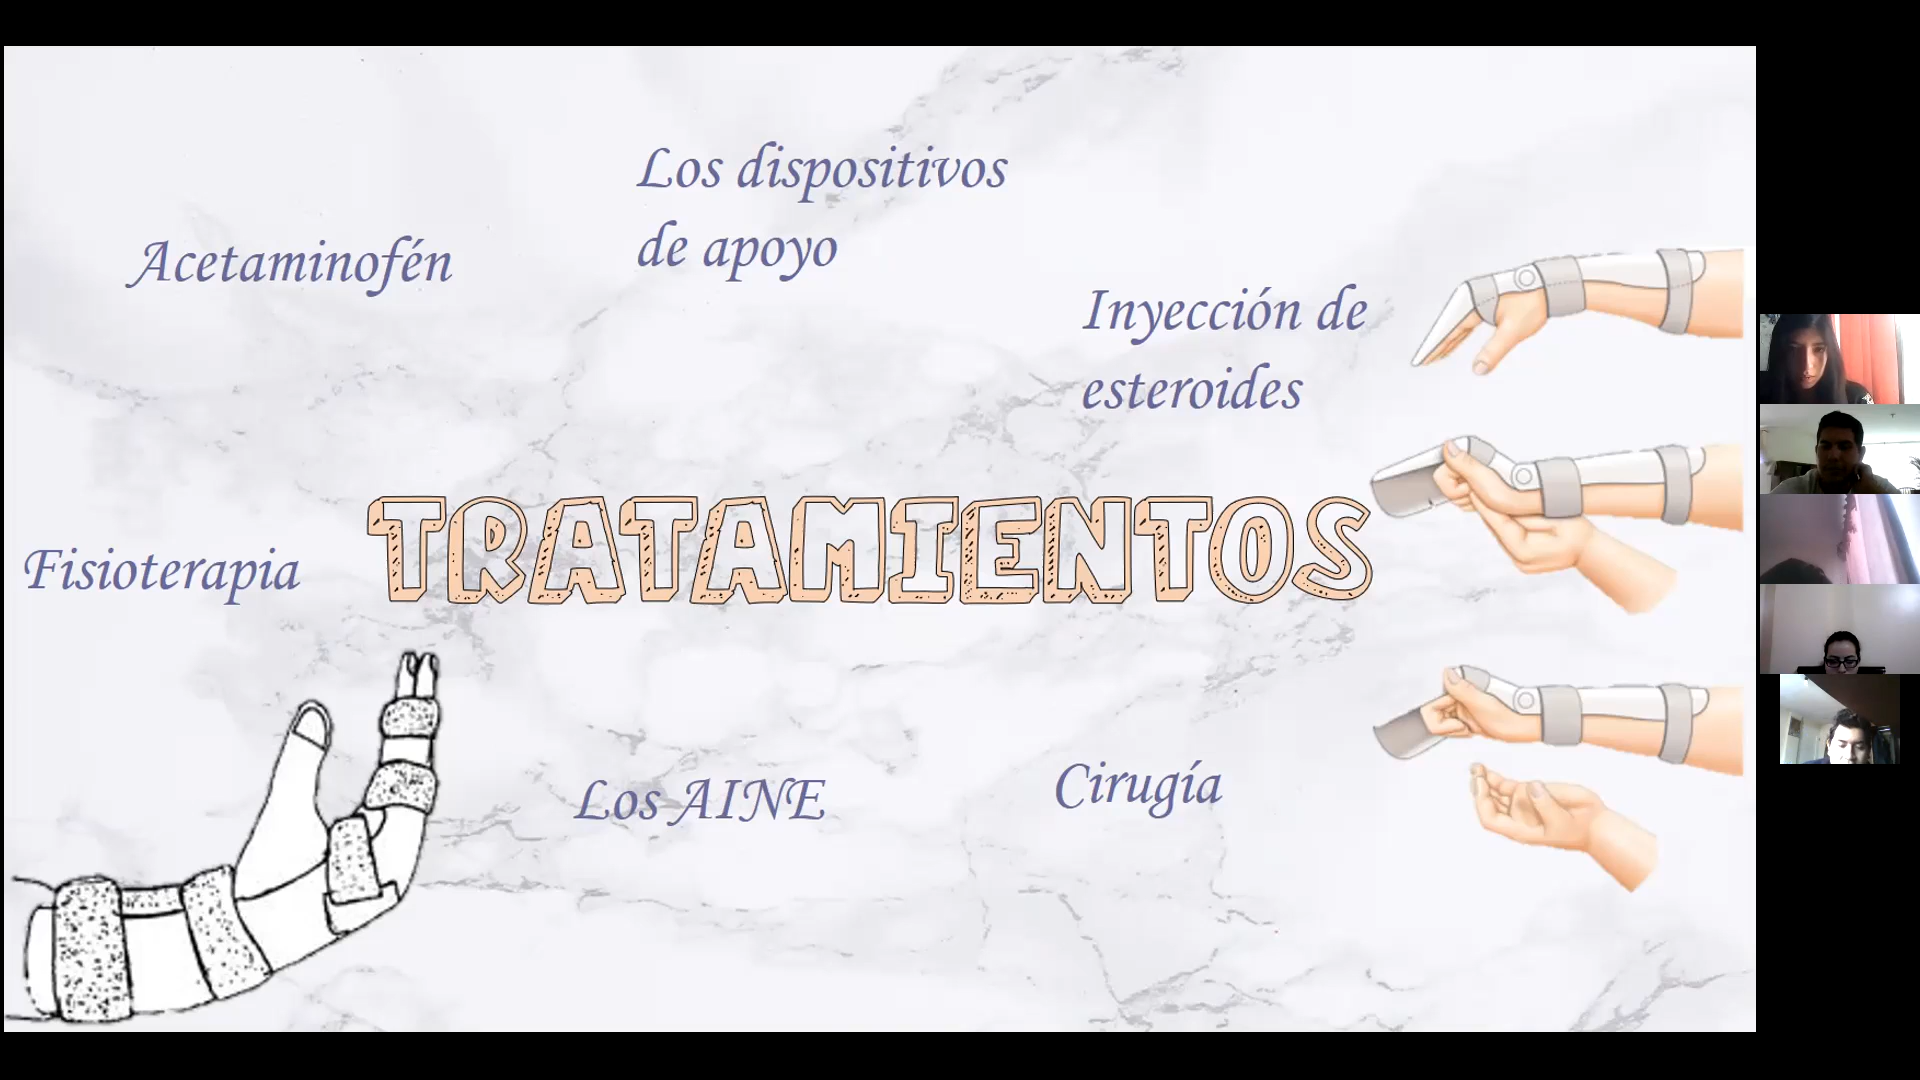 Los dispositivos
de apoyo
Acetaminofén
Inyección de
esteroides
TRATAMIENTOS
Fisioterapia
Los AINE
Cirugía